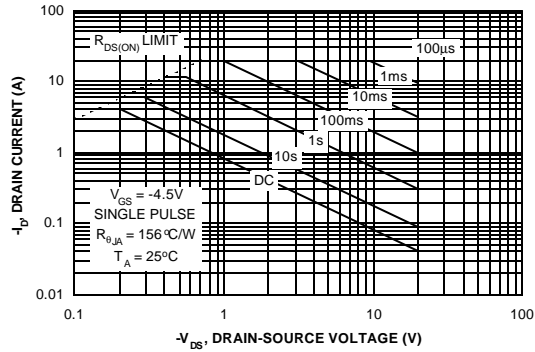 100
10
1
0.1
0.01
-I_D, DRAIN CURRENT (A)
R_DS(ON) LIMIT
100μs
1ms
10ms
100ms
1s
10s
DC
V_GS = -4.5V
SINGLE PULSE
R_θJA = 156°C/W
T_A = 25°C
0.1 1 10 100
-V_DS, DRAIN-SOURCE VOLTAGE (V)